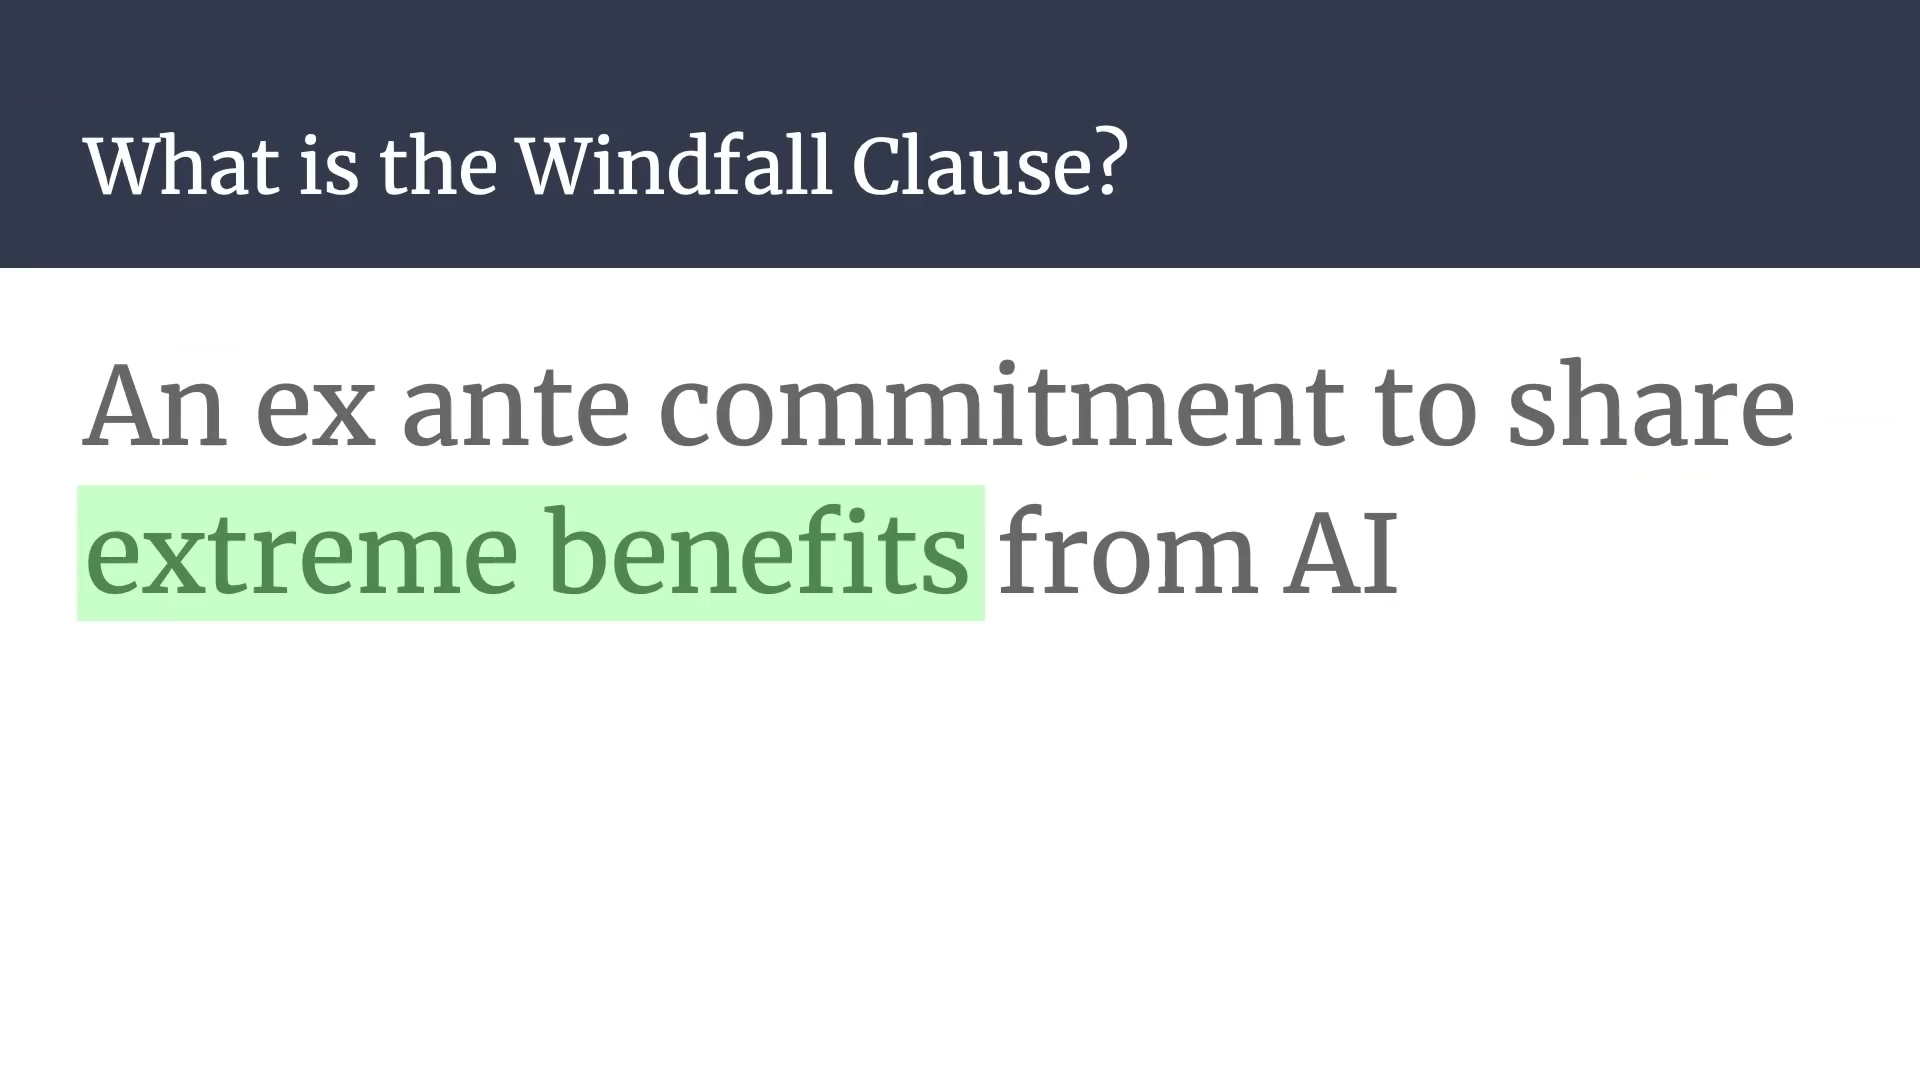 What is the Windfall Clause?
An ex ante commitment to share
extreme benefits from AI